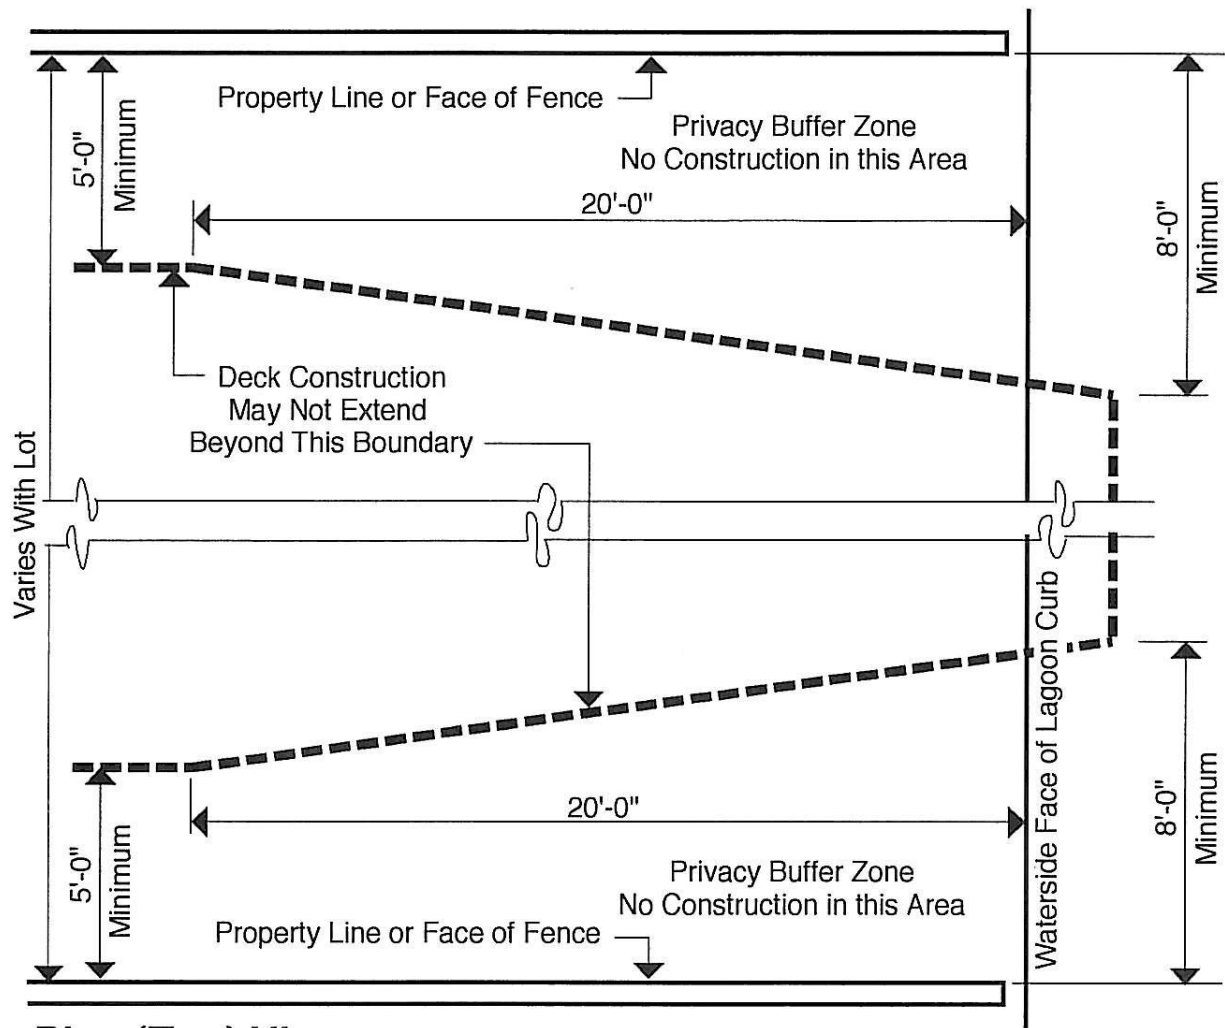 Property Line or Face of Fence
Privacy Buffer Zone
No Construction in this Area
5'-0"
Minimum
20'-0"
8'-0"
Minimum
Deck Construction
May Not Extend
Beyond This Boundary
Varies With Lot
Waterside Face of Lagoon Curb
20'-0"
5'-0"
Minimum
8'-0"
Minimum
Privacy Buffer Zone
No Construction in this Area
Property Line or Face of Fence